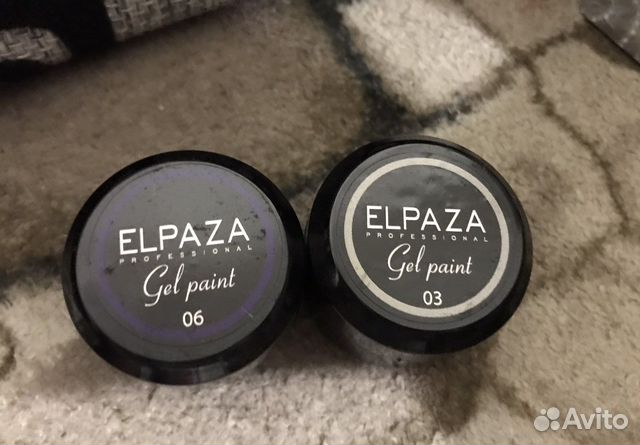 ELPAZA
PROFESSIONAL
Gel paint
06
ELPAZA
PROFESSIONAL
Gel paint
03
Avito